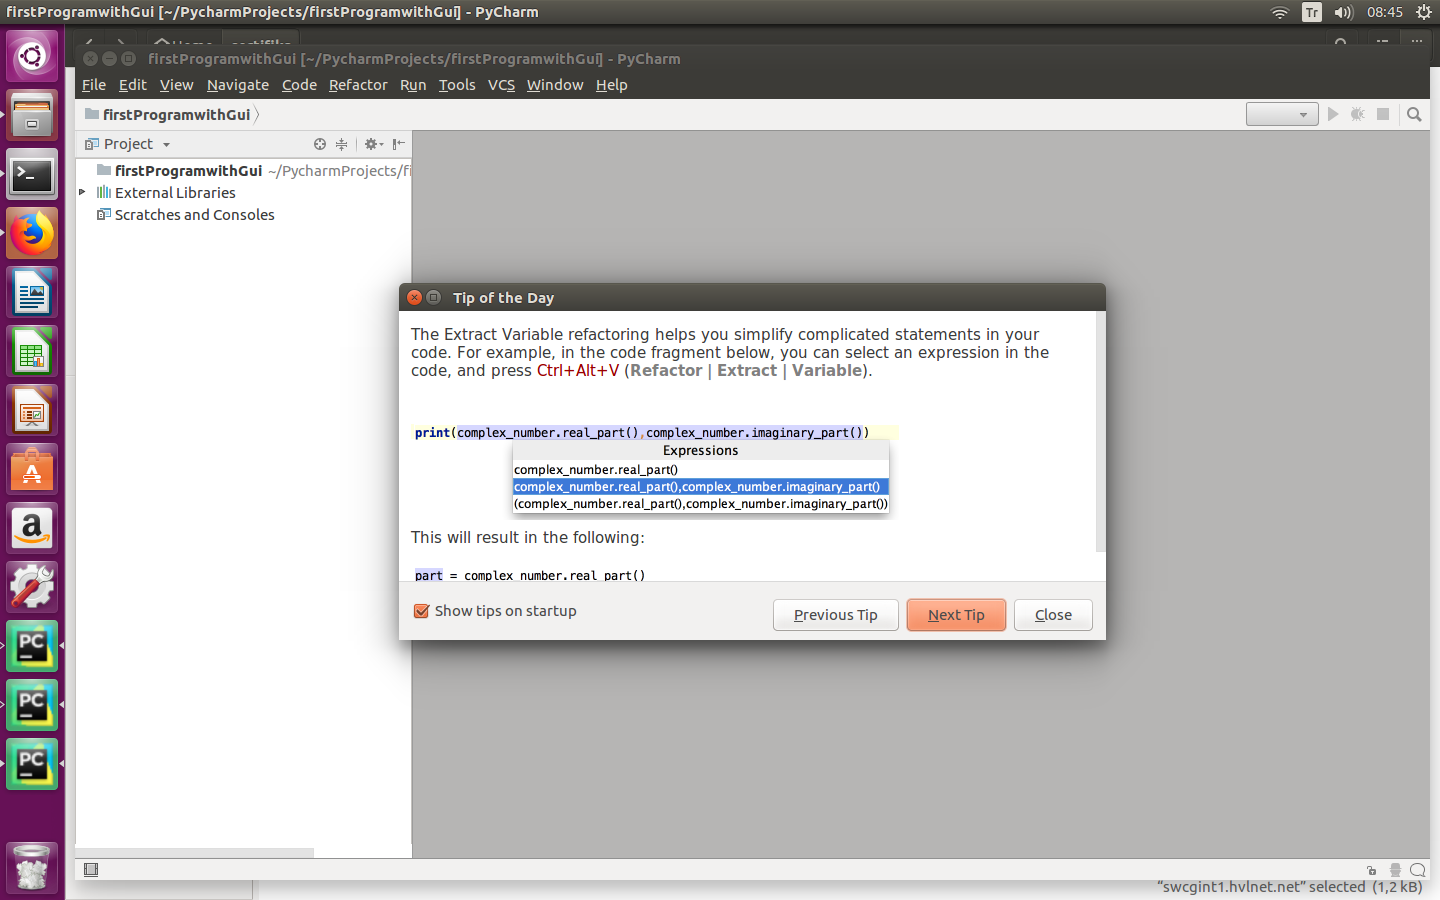 firstProgramwithGui [~/PycharmProjects/firstProgramwithGui] - PyCharm
Tr
08:45
firstProgramwithGui [~/PycharmProjects/firstProgramwithGui] - PyCharm
File Edit View Navigate Code Refactor Run Tools VCS Window Help
firstProgramwithGui
Project
firstProgramwithGui ~/PycharmProjects/fi
External Libraries
Scratches and Consoles
Tip of the Day
The Extract Variable refactoring helps you simplify complicated statements in your
code. For example, in the code fragment below, you can select an expression in the
code, and press Ctrl+Alt+V (Refactor | Extract | Variable).
print(complex_number.real_part(),complex_number.imaginary_part())
Expressions
complex_number.real_part()
complex_number.real_part(),complex_number.imaginary_part()
(complex_number.real_part(),complex_number.imaginary_part())
This will result in the following:
part = complex_number.real_part()
Show tips on startup
Previous Tip
Next Tip
Close
PC
PC
PC
“swcgint1.hvlnet.net” selected (1,2 kB)